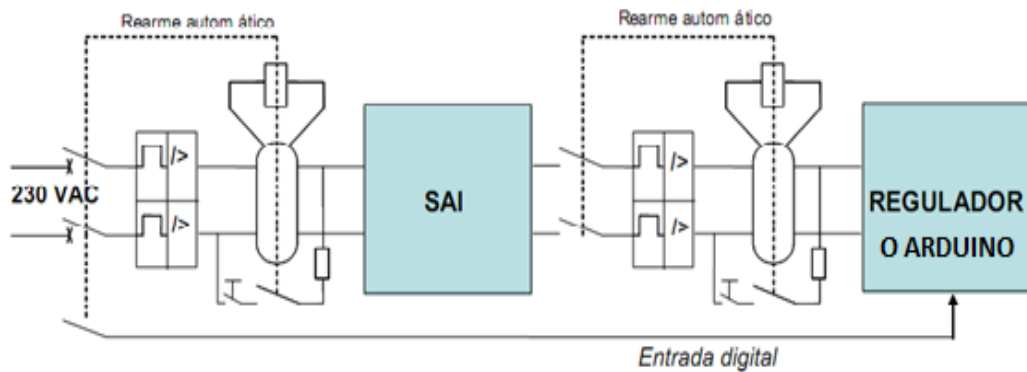 Rearme autom ático
Rearme autom ático
/>
/>
230 VAC
/>
/>
SAI
REGULADOR
O ARDUINO
Entrada digital